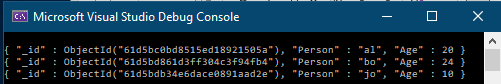 Microsoft Visual Studio Debug Console
{ "_id" : ObjectId("61d5bc0bd8515ed18921505a"), "Person" : "al", "Age" : 20 }
{ "_id" : ObjectId("61d5bd861d3ff304c3f94fb4"), "Person" : "bo", "Age" : 24 }
{ "_id" : ObjectId("61d5bdb34e6dace0891aad2e"), "Person" : "jo", "Age" : 10 }